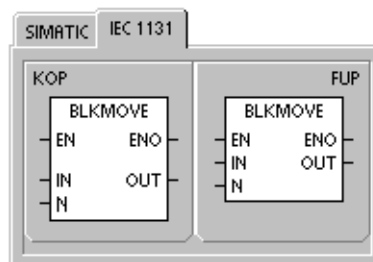 SIMATIC IEC 1131
KOP
BLKMOVE
EN ENO
IN OUT
N
FUP
BLKMOVE
EN ENO
IN OUT
N